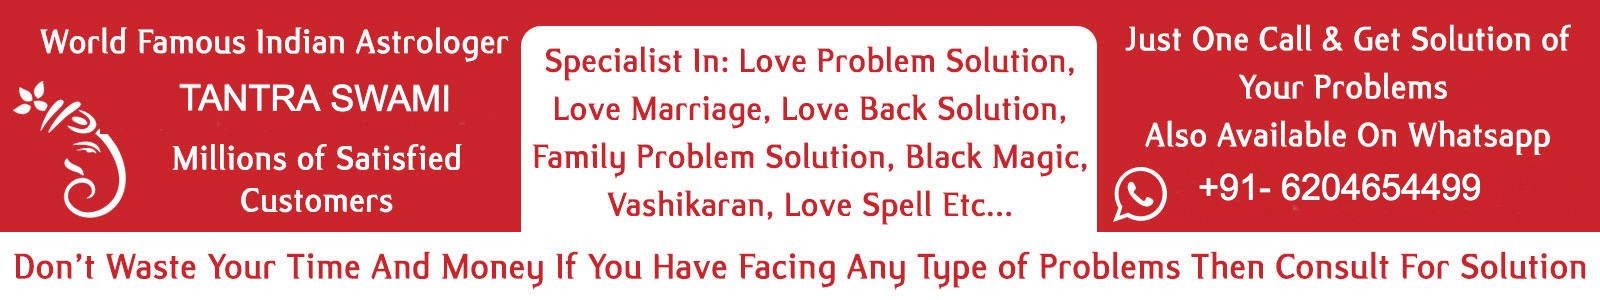 World Famous Indian Astrologer
TANTRA SWAMI
Millions of Satisfied
Customers
Specialist In: Love Problem Solution,
Love Marriage, Love Back Solution,
Family Problem Solution, Black Magic,
Vashikaran, Love Spell Etc...
Just One Call & Get Solution of
Your Problems
Also Available On Whatsapp
+91- 6204654499
Don't Waste Your Time And Money If You Have Facing Any Type of Problems Then Consult For Solution